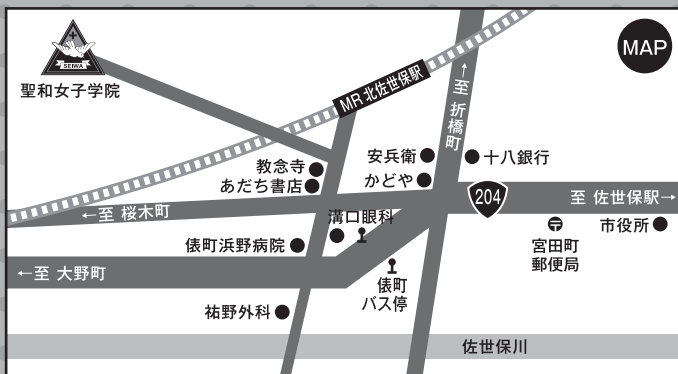 MAP
SEIWA
聖和女子学院
MR 北佐世保駅
←至 折橋町
教念寺
あだち書店
安兵衛
かどや
十八銀行
204
至 佐世保駅→
←至 桜木町
溝口眼科
俵町浜野病院
宮田町
郵便局
市役所
←至 大野町
俵町
バス停
祐野外科
佐世保川